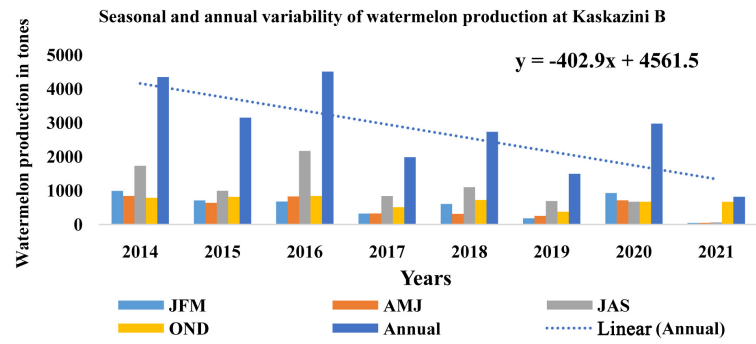 Seasonal and annual variability of watermelon production at Kaskazini B
y = -402.9x + 4561.5
Watermelon production in tones
5000
4000
3000
2000
1000
0
2014 2015 2016 2017 2018 2019 2020 2021
Years
JFM AMJ JAS
OND Annual Linear (Annual)